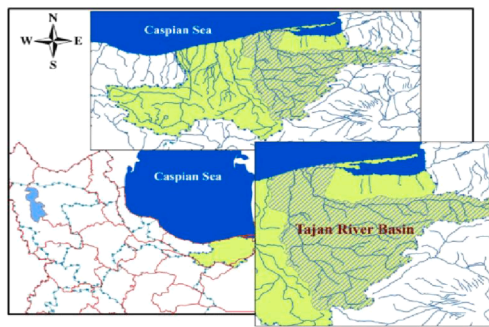 N
W E
S
Caspian Sea
Caspian Sea
Tajan River Basin